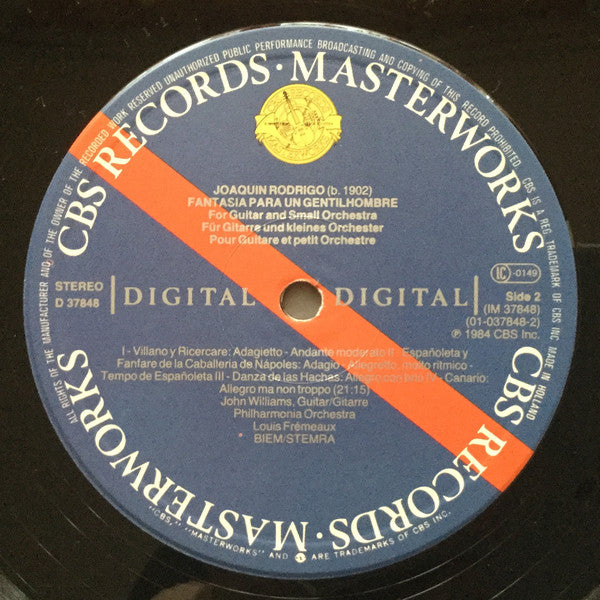 ALL RIGHTS OF THE MANUFACTURER AND OF THE OWNER OF THE RECORDED WORK RESERVED UNAUTHORIZED PUBLIC PERFORMANCE BROADCASTING AND COPYING OF THIS RECORD PROHIBITED. CBS IS A REG. TRADEMARK OF CBS INC. MADE IN HOLLAND
CBS RECORDS · MASTERWORKS
CBS RECORDS · MASTERWORKS
JOAQUIN RODRIGO (b. 1902)
FANTASIA PARA UN GENTILHOMBRE
For Guitar and Small Orchestra
Für Gitarre und kleines Orchester
Pour Guitare et petit Orchestre
STEREO
D 37848
DIGITAL
DIGITAL
IC -0149
Side 2
(IM 37848)
(01-037848-2)
℗ 1984 CBS Inc.
I - Villano y Ricercare: Adagietto - Andante moderato II - Españoleta y
Fanfare de la Caballeria de Nápoles: Adagio - Allegretto, molto ritmico -
Tempo de Españoleta III - Danza de las Hachas: Allegro con brio IV - Canario:
Allegro ma non troppo (21:15)
John Williams, Guitar/Gitarre
Philharmonia Orchestra
Louis Frémeaux
BIEM/STEMRA
"CBS," "MASTERWORKS" AND ARE TRADEMARKS OF CBS INC.